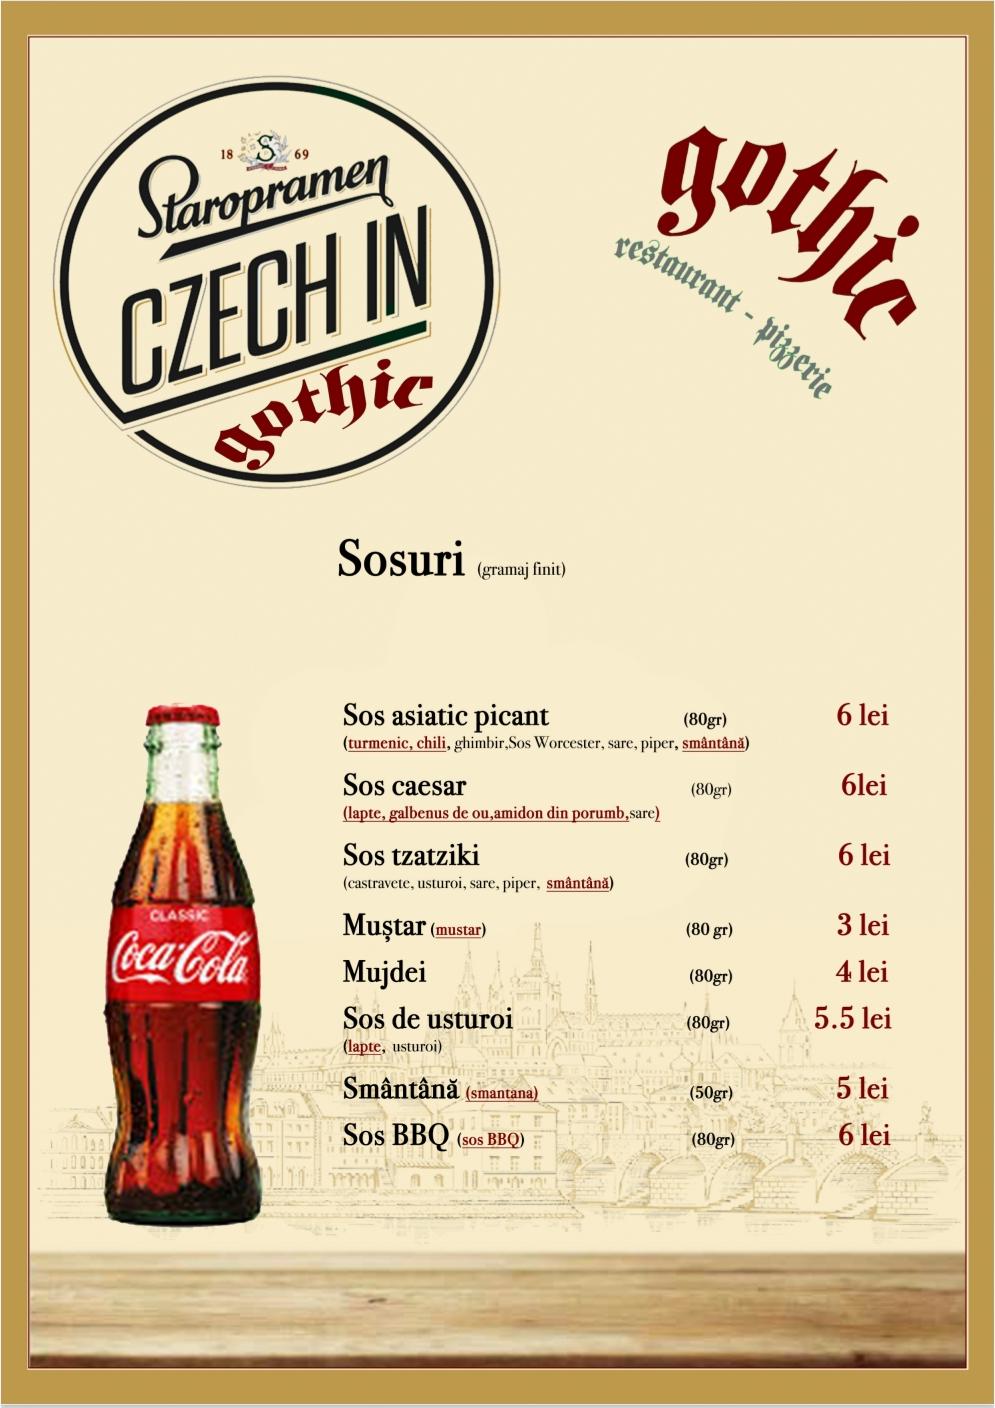 18 S 69
Staropramen
CZECH IN
gothic
gothic
restaurant - pizzerie
Sosuri (gramaj finit)
Sos asiatic picant (80gr) 6 lei
(turmenic, chili, ghimbir,Sos Worcester, sare, piper, smântână)
Sos caesar (80gr) 6lei
(lapte, galbenus de ou,amidon din porumb,sare)
Sos tzatziki (80gr) 6 lei
(castravete, usturoi, sare, piper, smântână)
Muștar (mustar) (80 gr) 3 lei
Mujdei (80gr) 4 lei
Sos de usturoi (80gr) 5.5 lei
(lapte, usturoi)
Smântână (smantana) (50gr) 5 lei
Sos BBQ (sos BBQ) (80gr) 6 lei
CLASSIC
Coca-Cola